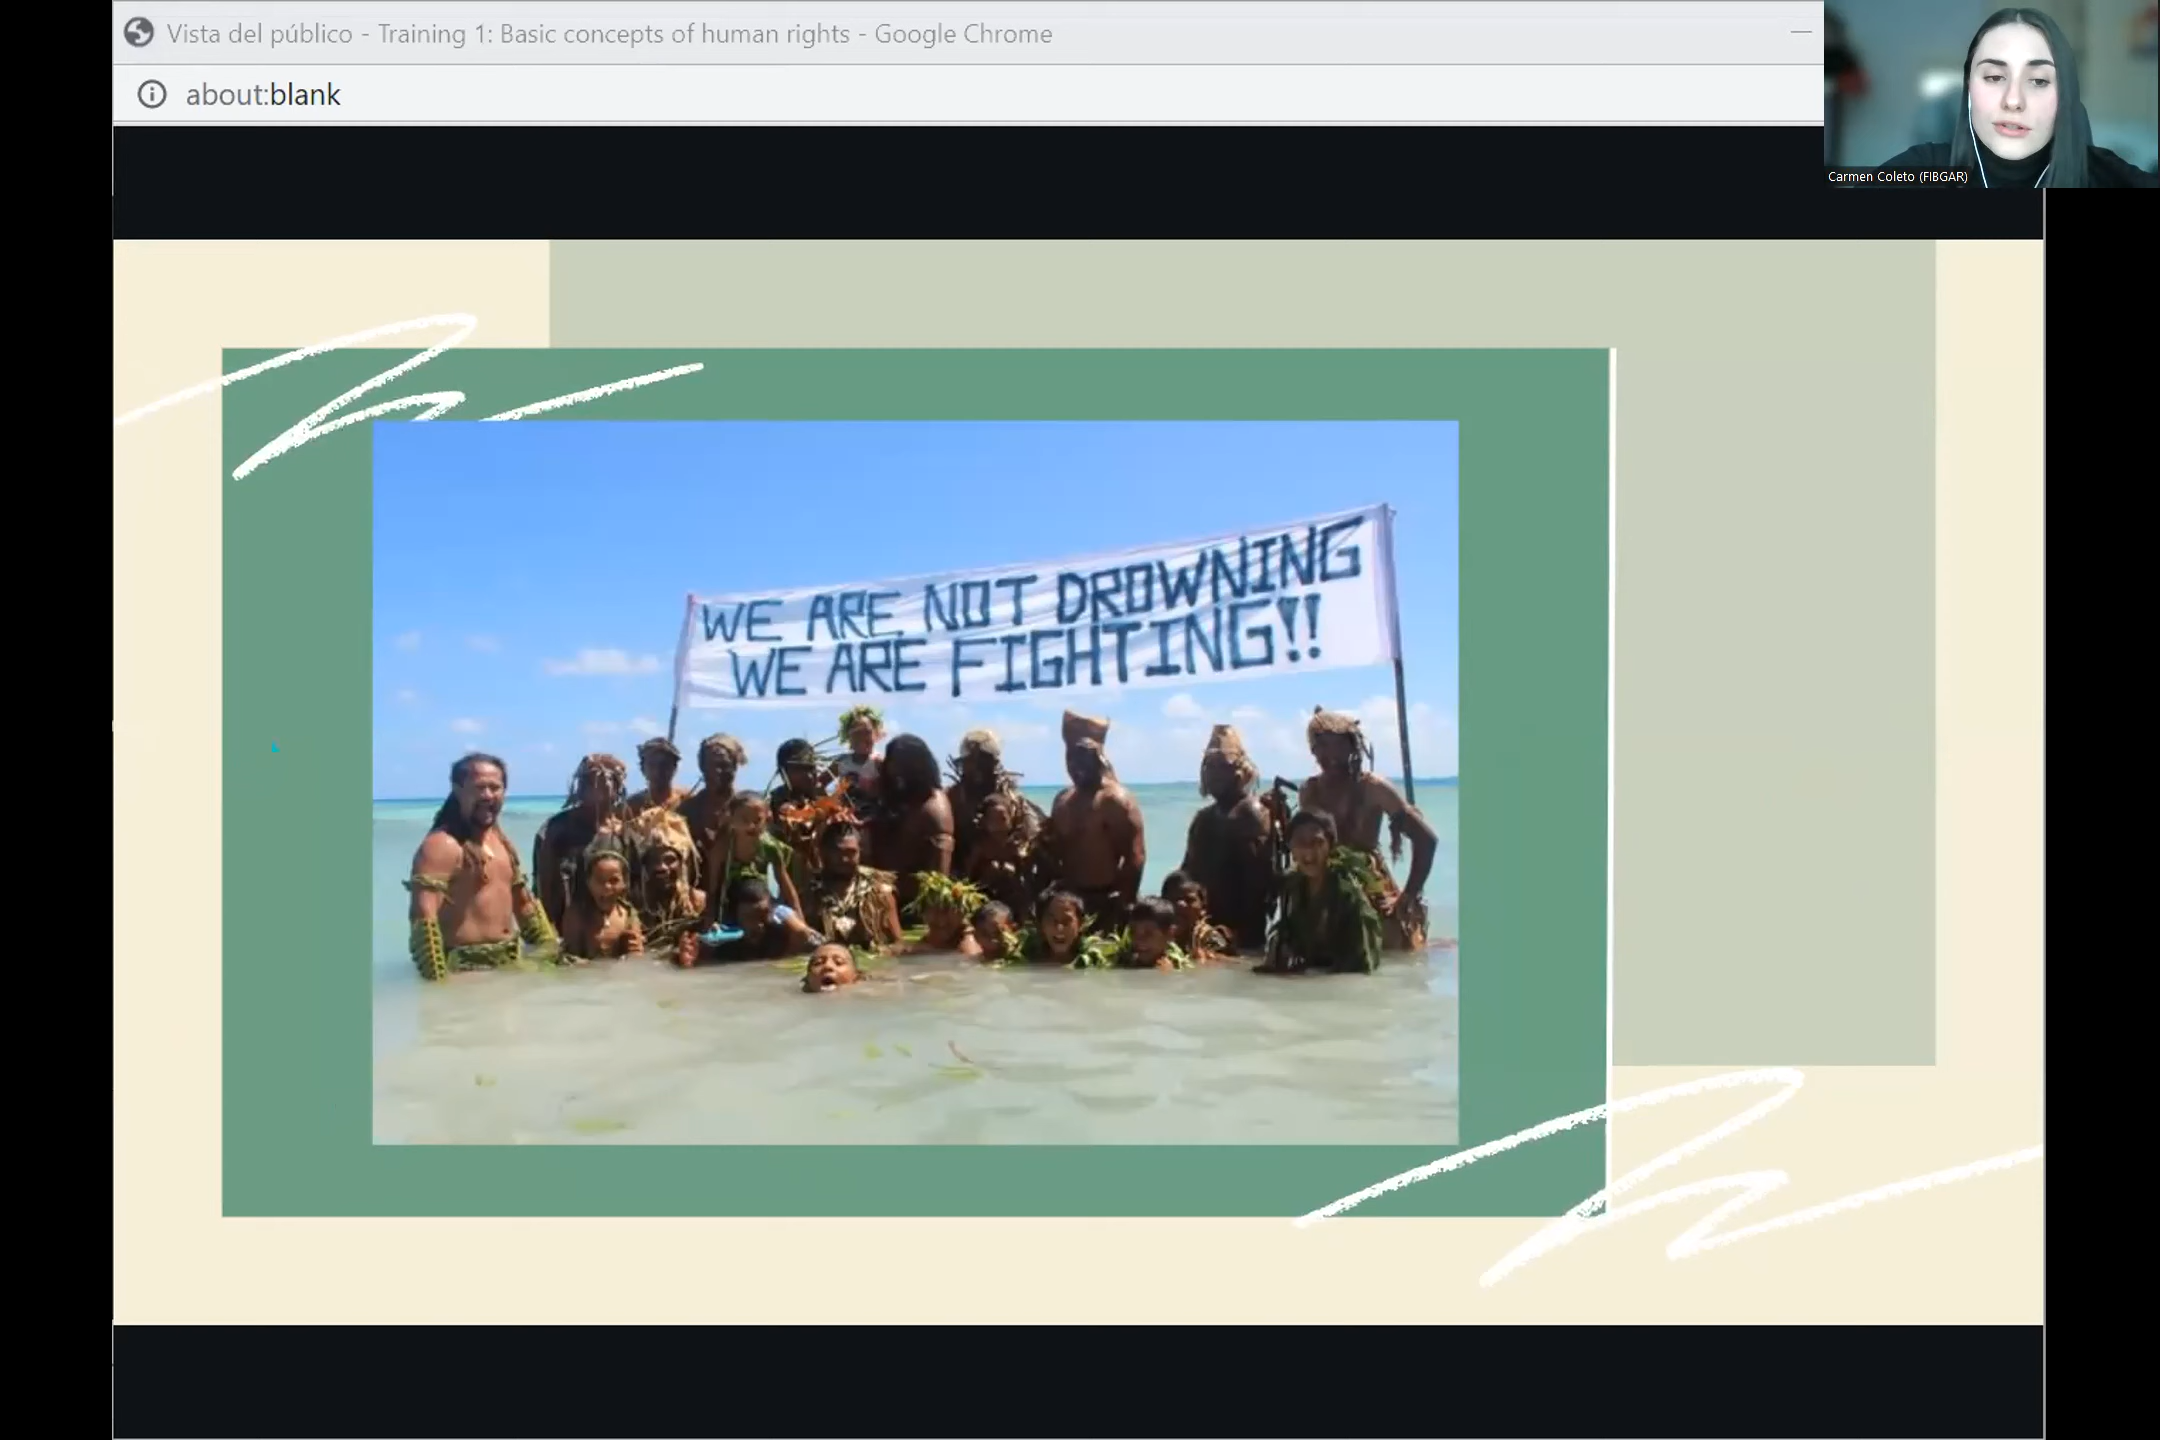 Vista del público - Training 1: Basic concepts of human rights - Google Chrome
about:blank
Carmen Coleto (FIBGAR)
WE ARE NOT DROWNING
WE ARE FIGHTING!!